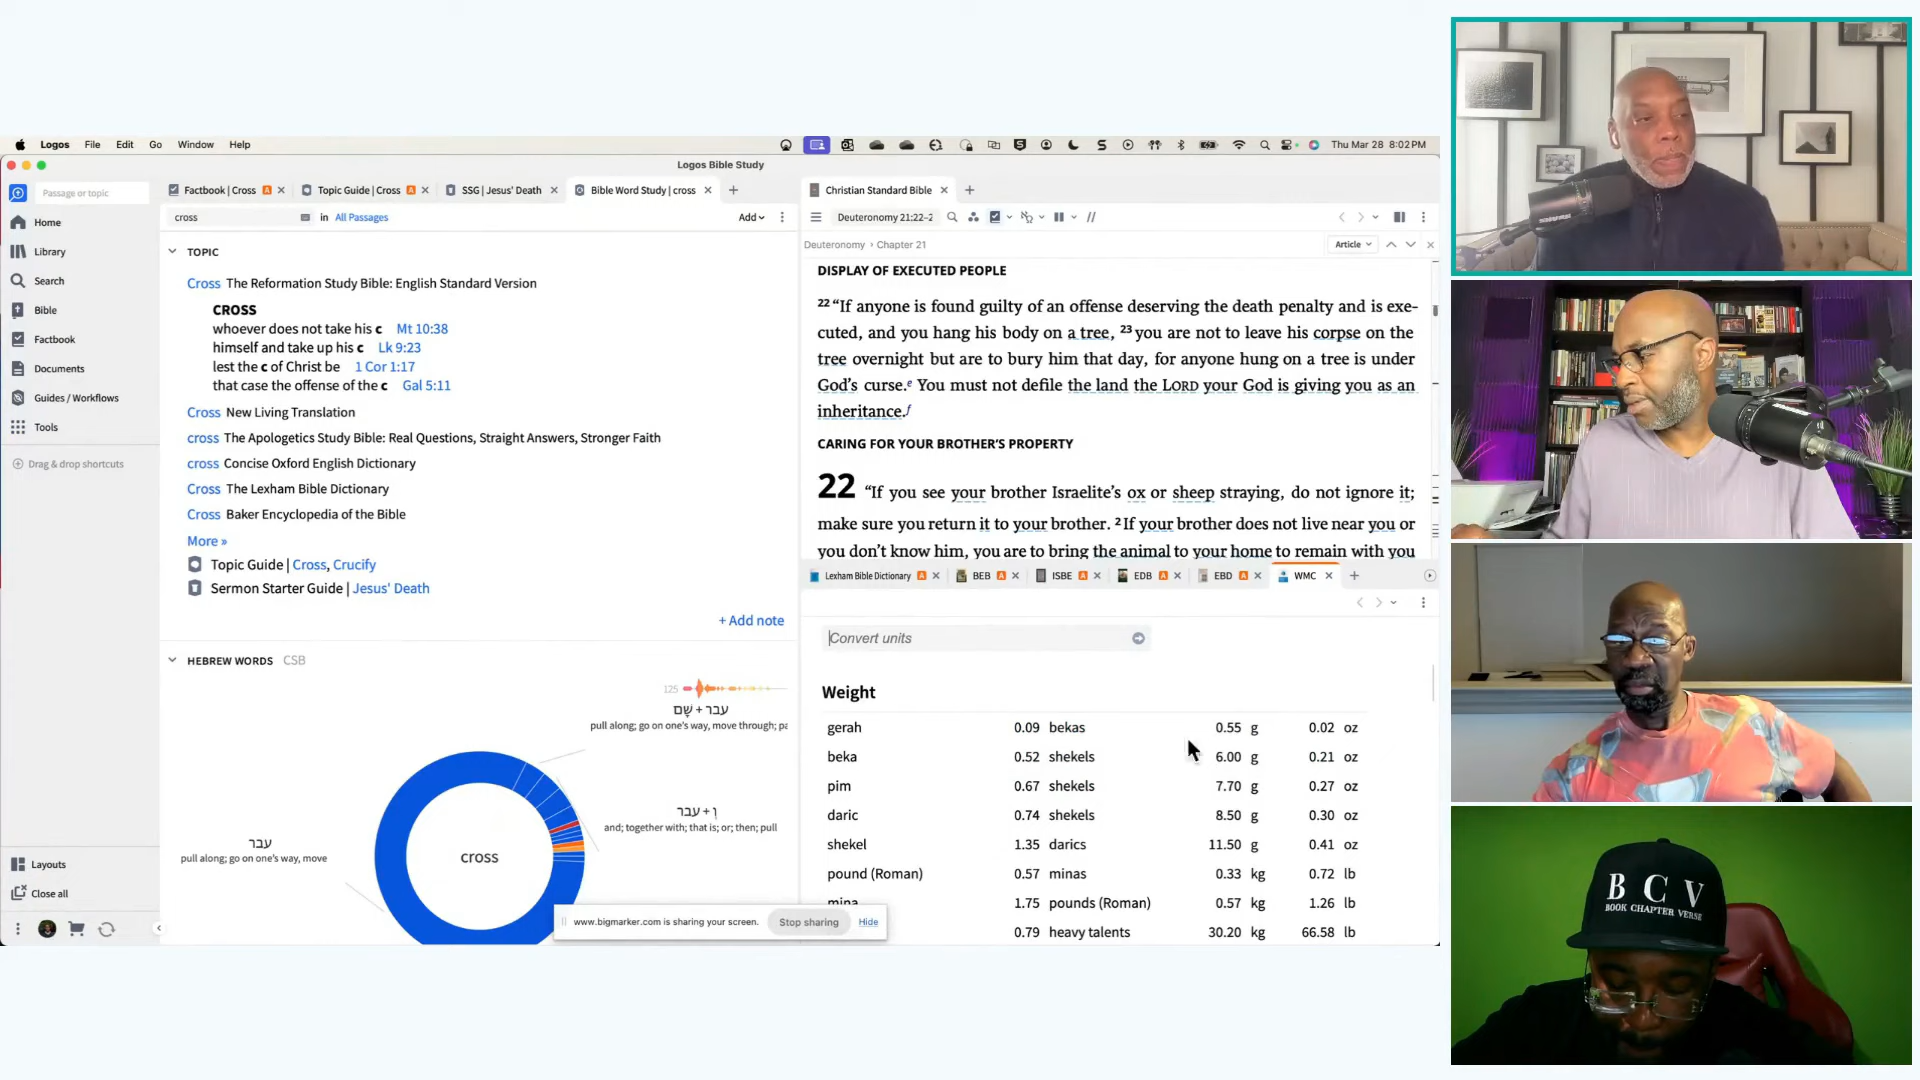 Logos File Edit Go Window Help
Thu Mar 28 8:02 PM
Logos Bible Study
Passage or topic
Home
Library
Search
Bible
Factbook
Documents
Guides / Workflows
Tools
Drag & drop shortcuts
Layouts
Close all
Factbook | Cross A
Topic Guide | Cross A
SSG | Jesus' Death
Bible Word Study | cross
cross in All Passages Add
TOPIC
Cross The Reformation Study Bible: English Standard Version
CROSS
whoever does not take his c Mt 10:38
himself and take up his c Lk 9:23
lest the c of Christ be 1 Cor 1:17
that case the offense of the c Gal 5:11
Cross New Living Translation
cross The Apologetics Study Bible: Real Questions, Straight Answers, Stronger Faith
cross Concise Oxford English Dictionary
Cross The Lexham Bible Dictionary
Cross Baker Encyclopedia of the Bible
More »
Topic Guide | Cross, Crucify
Sermon Starter Guide | Jesus' Death
+ Add note
HEBREW WORDS CSB
125
עבר + שָׁם
pull along; go on one's way, move through; pa
וְ + עבר
and; together with; that is; or; then; pull
עבר
pull along; go on one's way, move
cross
www.bigmarker.com is sharing your screen. Stop sharing Hide
Christian Standard Bible
Deuteronomy 21:22–2
Deuteronomy › Chapter 21
Article
DISPLAY OF EXECUTED PEOPLE
22 “If anyone is found guilty of an offense deserving the death penalty and is exe-
cuted, and you hang his body on a tree, 23 you are not to leave his corpse on the
tree overnight but are to bury him that day, for anyone hung on a tree is under
God’s curse.e You must not defile the land the LORD your God is giving you as an
inheritance.f
CARING FOR YOUR BROTHER’S PROPERTY
22 “If you see your brother Israelite’s ox or sheep straying, do not ignore it;
make sure you return it to your brother. 2 If your brother does not live near you or
you don’t know him, you are to bring the animal to your home to remain with you
Lexham Bible Dictionary A BEB A ISBE A EDB A EBD A WMC
Convert units
Weight
gerah 0.09 bekas 0.55 g 0.02 oz
beka 0.52 shekels 6.00 g 0.21 oz
pim 0.67 shekels 7.70 g 0.27 oz
daric 0.74 shekels 8.50 g 0.30 oz
shekel 1.35 darics 11.50 g 0.41 oz
pound (Roman) 0.57 minas 0.33 kg 0.72 lb
mina 1.75 pounds (Roman) 0.57 kg 1.26 lb
0.79 heavy talents 30.20 kg 66.58 lb
B C V
BOOK CHAPTER VERSE